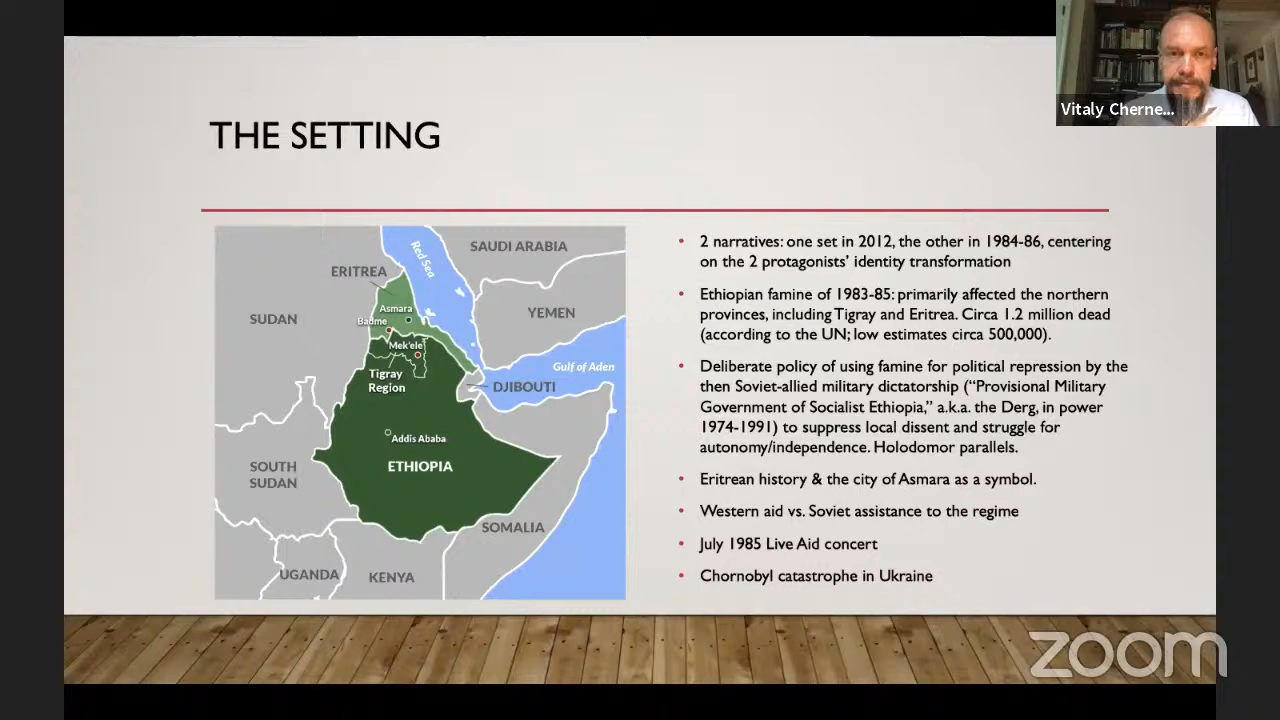 Vitaly Cherne...
THE SETTING
SAUDI ARABIA
Red Sea
ERITREA
Asmara
SUDAN
Badme
YEMEN
Mek'ele
Tigray
Region
Gulf of Aden
DJIBOUTI
Addis Ababa
ETHIOPIA
SOUTH
SUDAN
SOMALIA
UGANDA
KENYA
• 2 narratives: one set in 2012, the other in 1984-86, centering
on the 2 protagonists' identity transformation
• Ethiopian famine of 1983-85: primarily affected the northern
provinces, including Tigray and Eritrea. Circa 1.2 million dead
(according to the UN; low estimates circa 500,000).
• Deliberate policy of using famine for political repression by the
then Soviet-allied military dictatorship (“Provisional Military
Government of Socialist Ethiopia,” a.k.a. the Derg, in power
1974-1991) to suppress local dissent and struggle for
autonomy/independence. Holodomor parallels.
• Eritrean history & the city of Asmara as a symbol.
• Western aid vs. Soviet assistance to the regime
• July 1985 Live Aid concert
• Chornobyl catastrophe in Ukraine
zoom